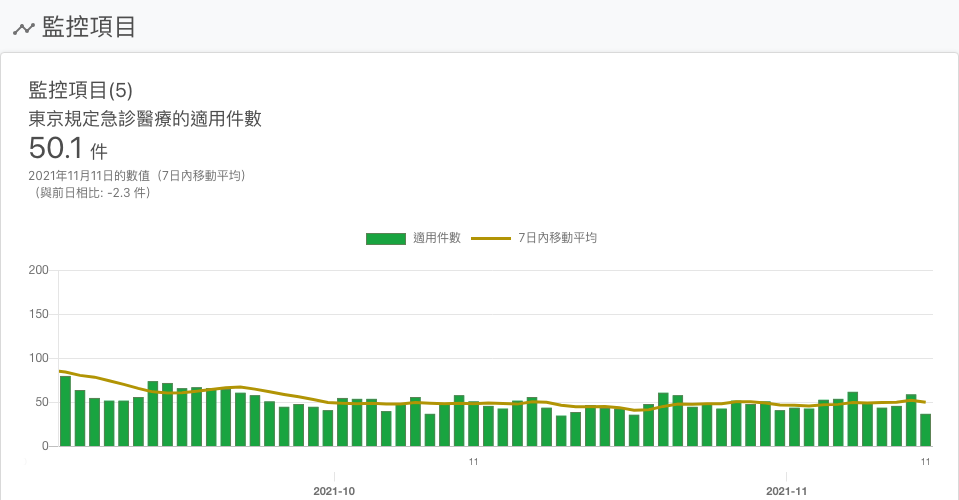 監控項目
監控項目(5)
東京規定急診醫療的適用件數
50.1 件
2021年11月11日的數值（7日內移動平均）
（與前日相比: -2.3 件）
適用件數 7日內移動平均
200
150
100
50
0
11 11
2021-10 2021-11